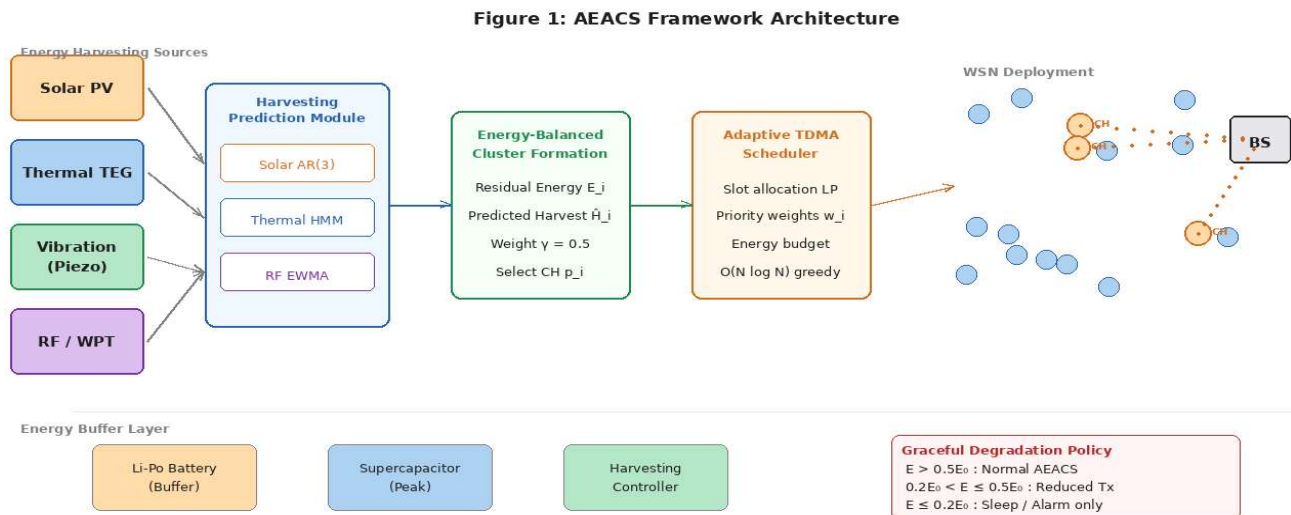 Figure 1: AEACS Framework Architecture
Energy Harvesting Sources
Solar PV
Thermal TEG
Vibration
(Piezo)
RF / WPT
Harvesting
Prediction Module
Solar AR(3)
Thermal HMM
RF EWMA
Energy-Balanced
Cluster Formation
Residual Energy E_i
Predicted Harvest Ĥ_i
Weight γ = 0.5
Select CH p_i
Adaptive TDMA
Scheduler
Slot allocation LP
Priority weights w_i
Energy budget
O(N log N) greedy
WSN Deployment
CH
CH
BS
CH
Energy Buffer Layer
Li-Po Battery
(Buffer)
Supercapacitor
(Peak)
Harvesting
Controller
Graceful Degradation Policy
E > 0.5E₀ : Normal AEACS
0.2E₀ < E ≤ 0.5E₀ : Reduced Tx
E ≤ 0.2E₀ : Sleep / Alarm only